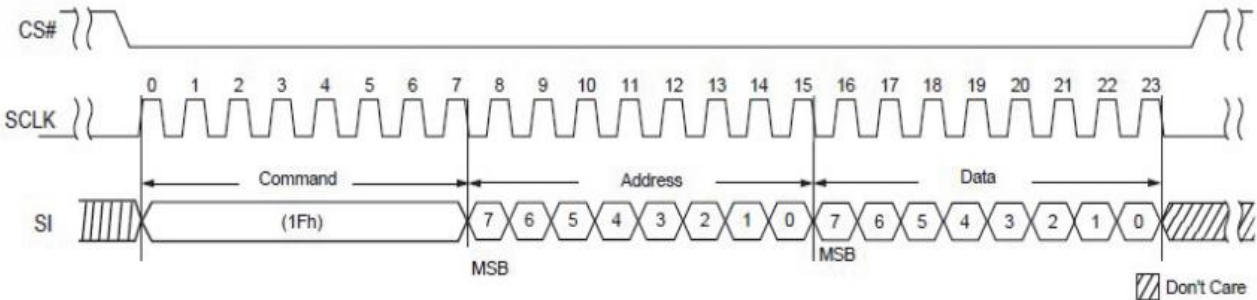 CS#
0 1 2 3 4 5 6 7 8 9 10 11 12 13 14 15 16 17 18 19 20 21 22 23
SCLK
Command Address Data
SI (1Fh) 7 6 5 4 3 2 1 0 7 6 5 4 3 2 1 0
MSB MSB
Don't Care